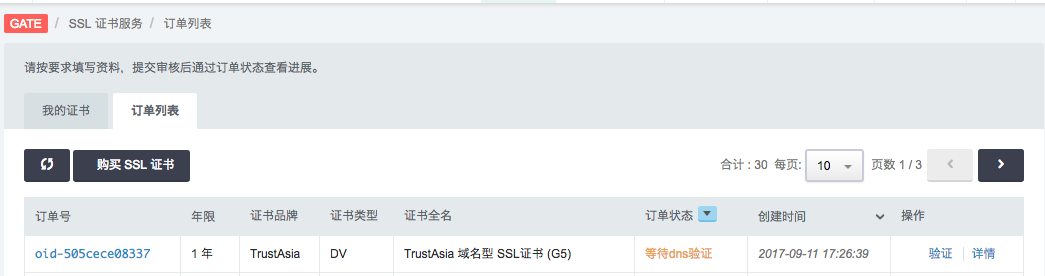 GATE / SSL 证书服务 / 订单列表
请按要求填写资料，提交审核后通过订单状态查看进展。
我的证书 订单列表
购买 SSL 证书 合计 : 30 每页: 10 页数 1 / 3
订单号 年限 证书品牌 证书类型 证书全名 订单状态 创建时间 操作
oid-505cece08337 1 年 TrustAsia DV TrustAsia 域名型 SSL证书 (G5) 等待dns验证 2017-09-11 17:26:39 验证 详情